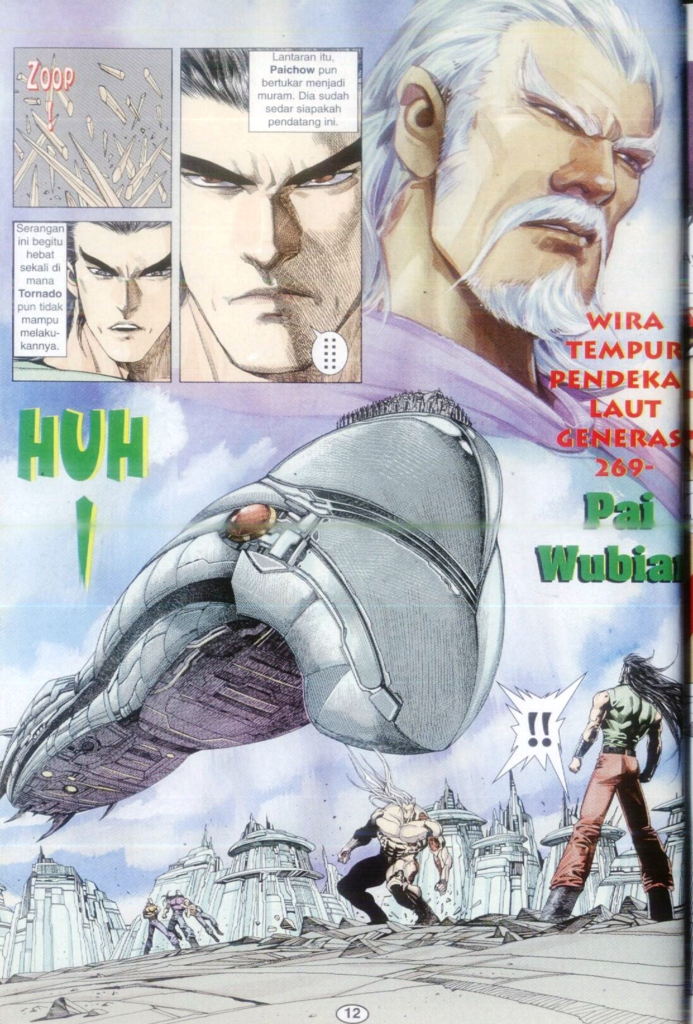 Zoop
!
Lantaran itu,
Paichow pun
bertukar menjadi
muram. Dia sudah
sedar siapakah
pendatang ini.
Serangan
ini begitu
hebat
sekali di
mana
Tornado
pun tidak
mampu
melaku-
kannya.
WIRA
TEMPUR
PENDEKA
LAUT
GENERAS
269-
Pai
Wubian
HUH
!
!!
12